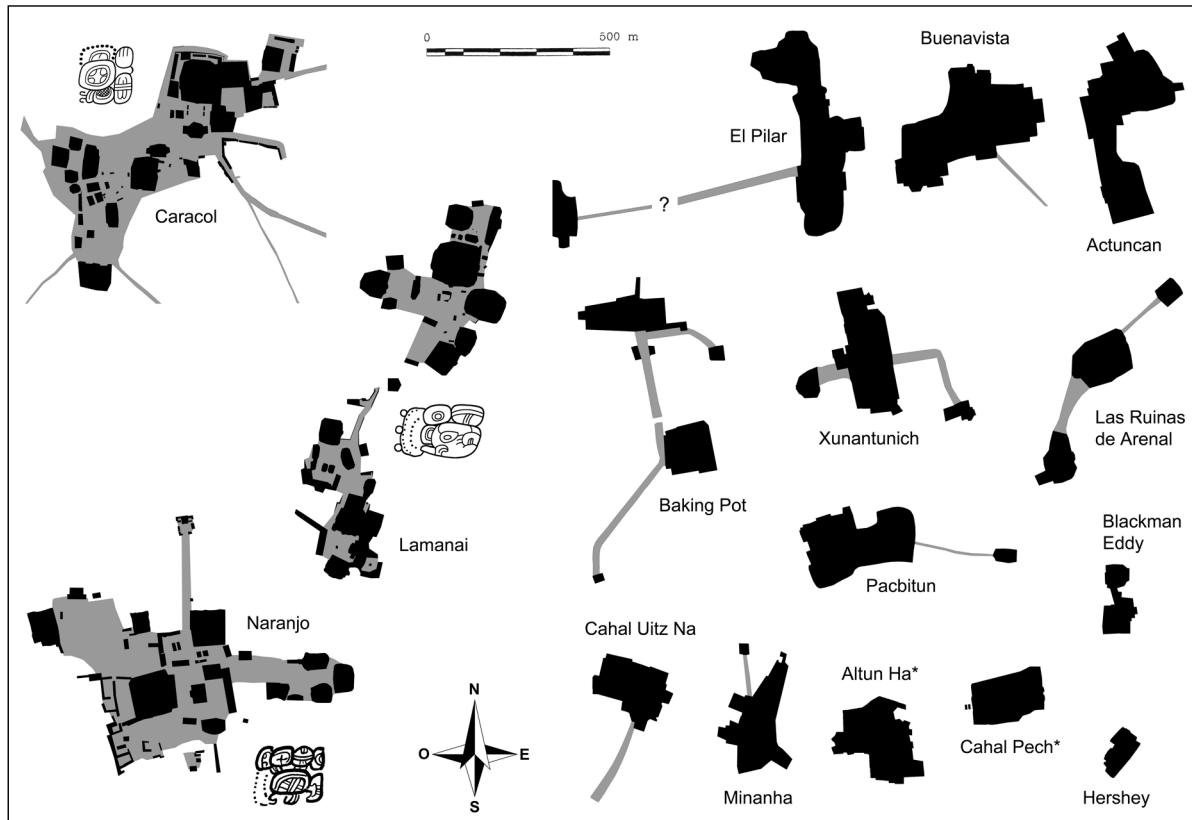 0 500 m
Caracol
El Pilar
?
Buenavista
Actuncan
Lamanai
Baking Pot
Xunantunich
Las Ruinas
de Arenal
Pacbitun
Blackman
Eddy
Naranjo
Cahal Uitz Na
Minanha
Altun Ha*
Cahal Pech*
Hershey
N
O E
S